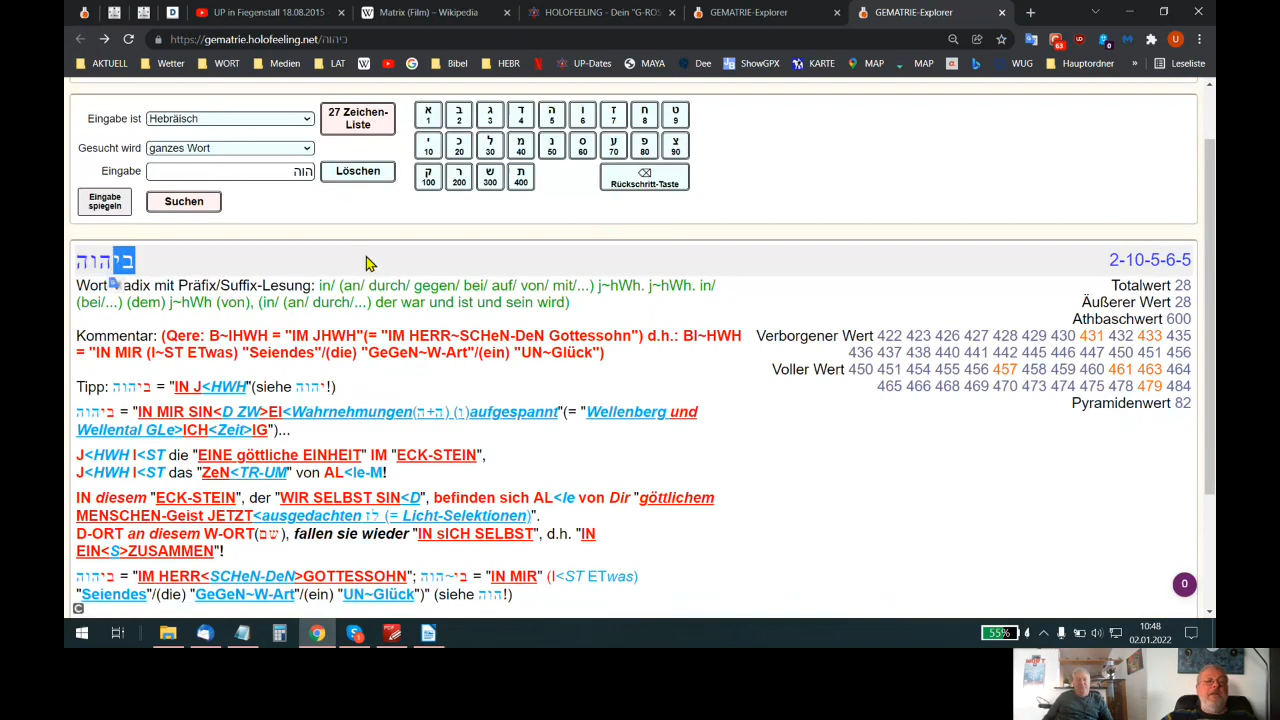 UP in Fiegenstall 18.08.2015 -
Matrix (Film) – Wikipedia
HOLOFEELING - Dein "G-ROS
GEMATRIE-Explorer
GEMATRIE-Explorer
https://gematrie.holofeeling.net/ביהוה
AKTUELL Wetter WORT Medien LAT Bibel HEBR UP-Dates MAYA Dee ShowGPX KARTE MAP MAP WUG Hauptordner » Leseliste
Eingabe ist Hebräisch
27 Zeichen-Liste
Gesucht wird ganzes Wort
Eingabe הוה Löschen
Eingabe spiegeln Suchen
א ב ג ד ה ו ז ח ט
1 2 3 4 5 6 7 8 9
י כ ל מ נ ס ע פ צ
10 20 30 40 50 60 70 80 90
ק ר ש ת
100 200 300 400
Rückschritt-Taste
ביהוה 2-10-5-6-5
Wort adix mit Präfix/Suffix-Lesung: in/ (an/ durch/ gegen/ bei/ auf/ von/ mit/...) j~hWh. j~hWh. in/
(bei/...) (dem) j~hWh (von), (in/ (an/ durch/...) der war und ist und sein wird)
Totalwert 28
Äußerer Wert 28
Athbaschwert 600
Verborgener Wert 422 423 426 427 428 429 430 431 432 433 435
436 437 438 439 440 441 442 445 446 447 450 451 456
Voller Wert 450 451 454 455 456 457 458 459 460 461 463 464
465 466 468 469 470 473 474 475 478 479 484
Pyramidenwert 82
Kommentar: (Qere: B~IHWH = "IM JHWH"(= "IM HERR~SCHeN-DeN Gottessohn") d.h.: BI~HWH
= "IN MIR (I~ST ETwas) "Seiendes"/(die) "GeGeN~W-Art"/(ein) "UN~Glück")
Tipp: ביהוה = "IN J<HWH"(siehe יהוה!)
ביהוה = "IN MIR SIN<D ZW>EI<Wahrnehmungen(ה+ה) (ו)aufgespannt"(= "Wellenberg und
Wellental GLe>ICH<Zeit>IG")...
J<HWH I<ST die "EINE göttliche EINHEIT" IM "ECK-STEIN",
J<HWH I<ST das "ZeN<TR-UM" von AL<le-M!
IN diesem "ECK-STEIN", der "WIR SELBST SIN<D", befinden sich AL<le von Dir "göttlichem
MENSCHEN-Geist JETZT<ausgedachten לז (= Licht-Selektionen)".
D-ORT an diesem W-ORT(שם), fallen sie wieder "IN sICH SELBST", d.h. "IN
EIN<S>ZUSAMMEN"!
ביהוה = "IM HERR<SCHeN-DeN>GOTTESSOHN"; בי~הוה = "IN MIR" (I<ST ETwas)
"Seiendes"/(die) "GeGeN~W-Art"/(ein) "UN~Glück")" (siehe הוה!)
0
55%
10:48
02.01.2022